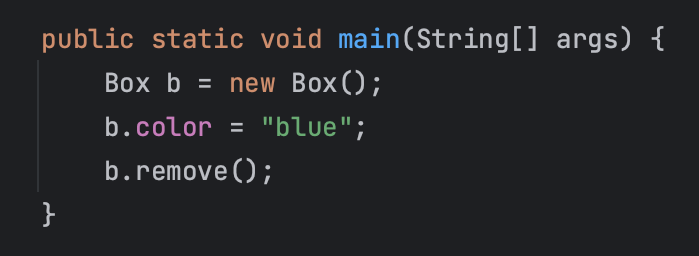 public static void main(String[] args) {
    Box b = new Box();
    b.color = "blue";
    b.remove();
}